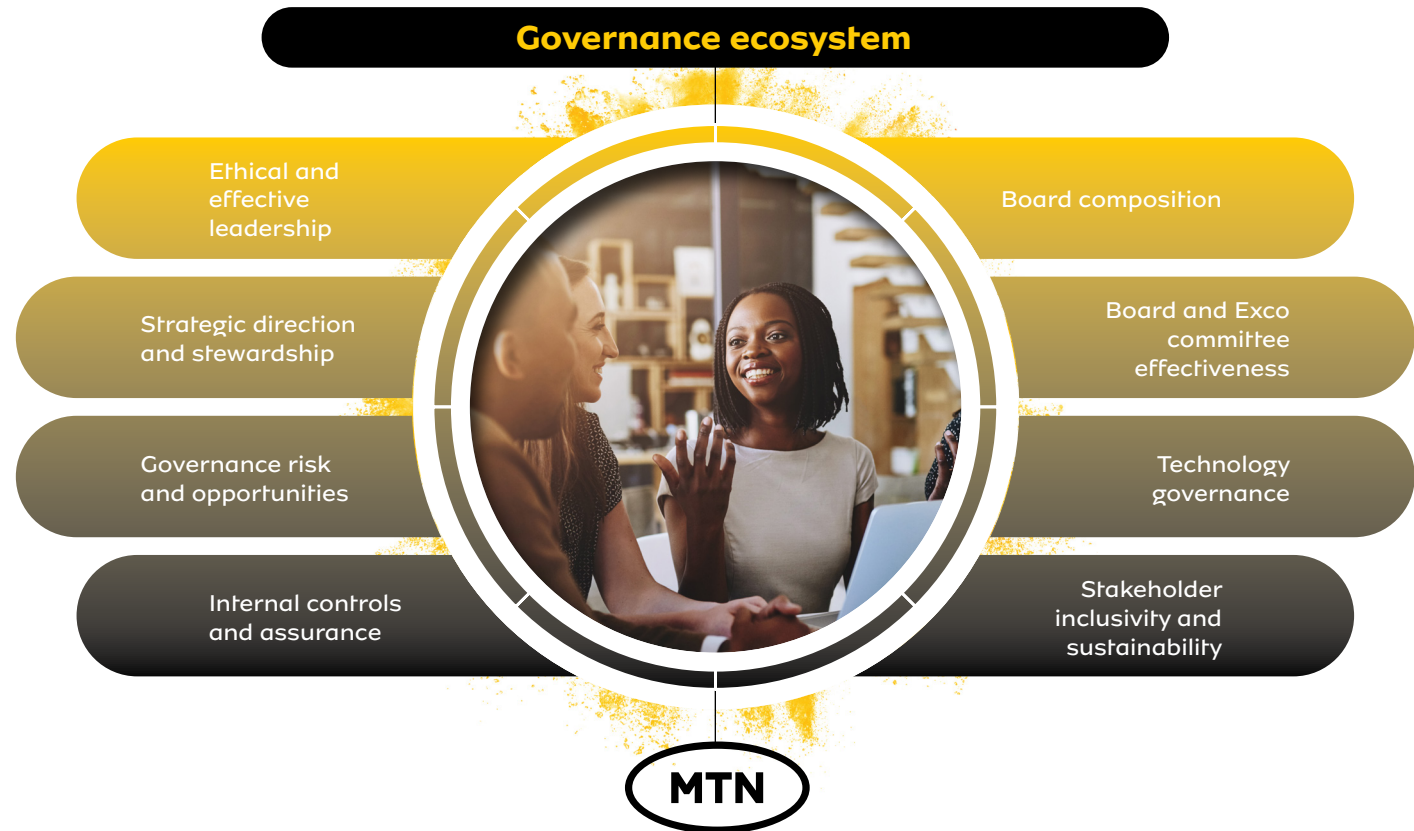 Governance ecosystem
Ethical and
effective
leadership
Strategic direction
and stewardship
Governance risk
and opportunities
Internal controls
and assurance
Board composition
Board and Exco
committee
effectiveness
Technology
governance
Stakeholder
inclusivity and
sustainability
MTN